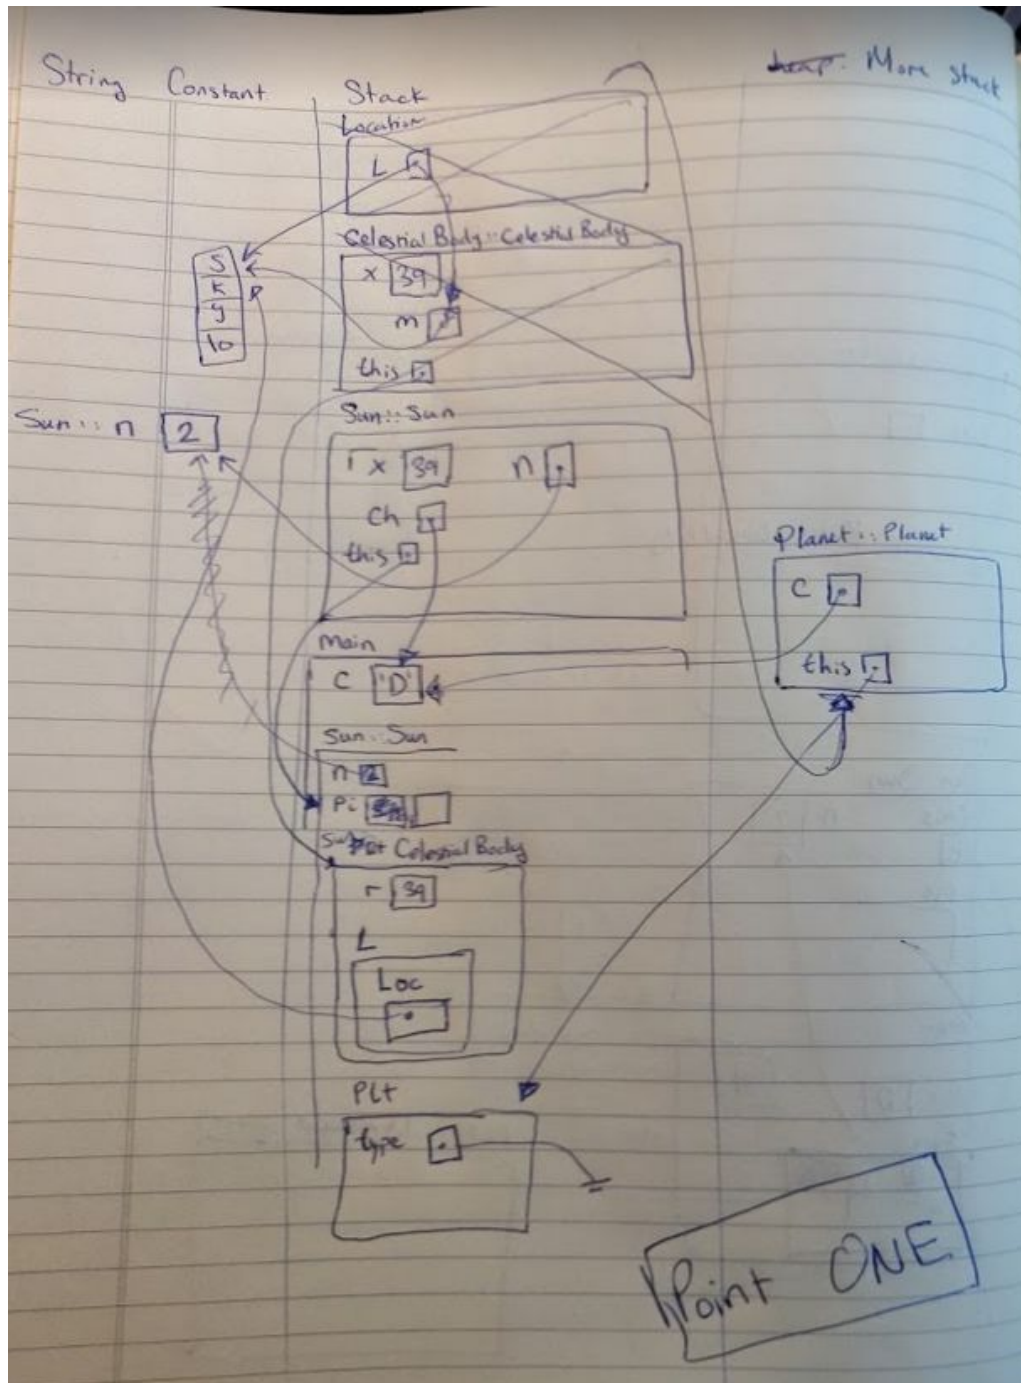 String Constant
Stack
heap: More Stack
Location
L
Celestial Body::Celestial Body
x 39
m
this
S
k
y
\0
Sun::n 2
Sun::Sun
r x 39 n
ch
this
Planet::Planet
c
this
Main
C 'D'
Sun::Sun
n 2
Pi
Celestial Body
r 39
L
Loc
PLt
type
Point ONE